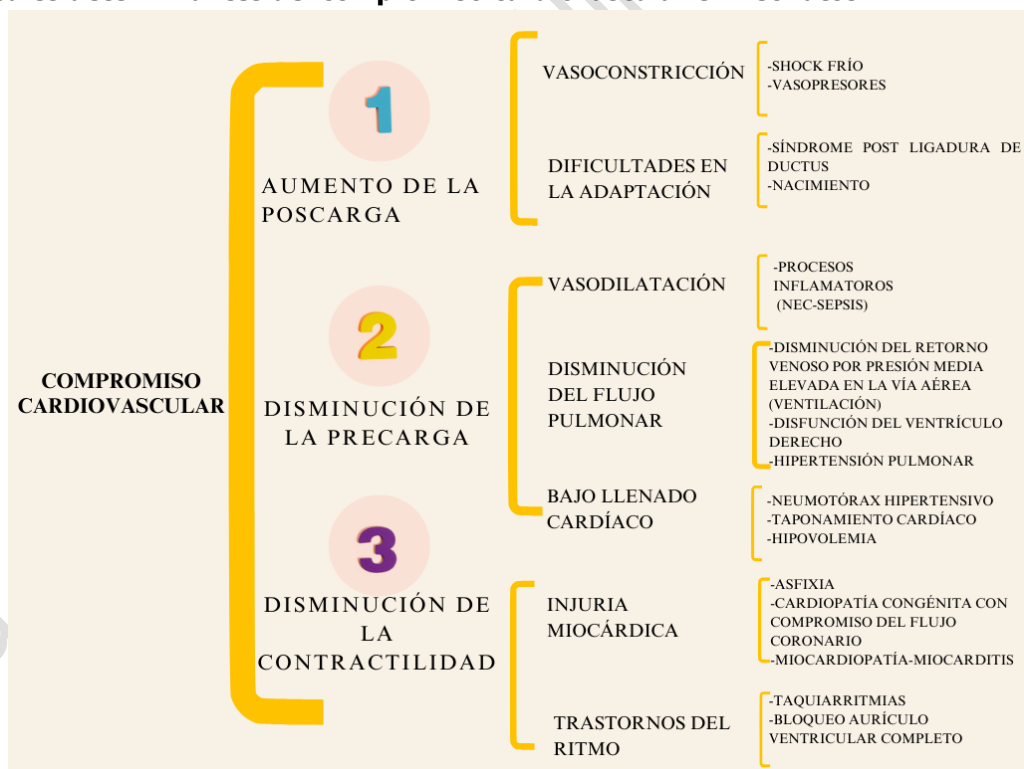 COMPROMISO
CARDIOVASCULAR
1
AUMENTO DE LA
POSCARGA
VASOCONSTRICCIÓN
-SHOCK FRÍO
-VASOPRESORES
DIFICULTADES EN
LA ADAPTACIÓN
-SÍNDROME POST LIGADURA DE
DUCTUS
-NACIMIENTO
2
DISMINUCIÓN DE
LA PRECARGA
VASODILATACIÓN
-PROCESOS
INFLAMATOROS
(NEC-SEPSIS)
DISMINUCIÓN
DEL FLUJO
PULMONAR
-DISMINUCIÓN DEL RETORNO
VENOSO POR PRESIÓN MEDIA
ELEVADA EN LA VÍA AÉREA
(VENTILACIÓN)
-DISFUNCIÓN DEL VENTRÍCULO
DERECHO
-HIPERTENSIÓN PULMONAR
BAJO LLENADO
CARDÍACO
-NEUMOTÓRAX HIPERTENSIVO
-TAPONAMIENTO CARDÍACO
-HIPOVOLEMIA
3
DISMINUCIÓN DE
LA
CONTRACTILIDAD
INJURIA
MIOCÁRDICA
-ASFIXIA
-CARDIOPATÍA CONGÉNITA CON
COMPROMISO DEL FLUJO
CORONARIO
-MIOCARDIOPATÍA-MIOCARDITIS
TRASTORNOS DEL
RITMO
-TAQUIARRITMIAS
-BLOQUEO AURÍCULO
VENTRICULAR COMPLETO